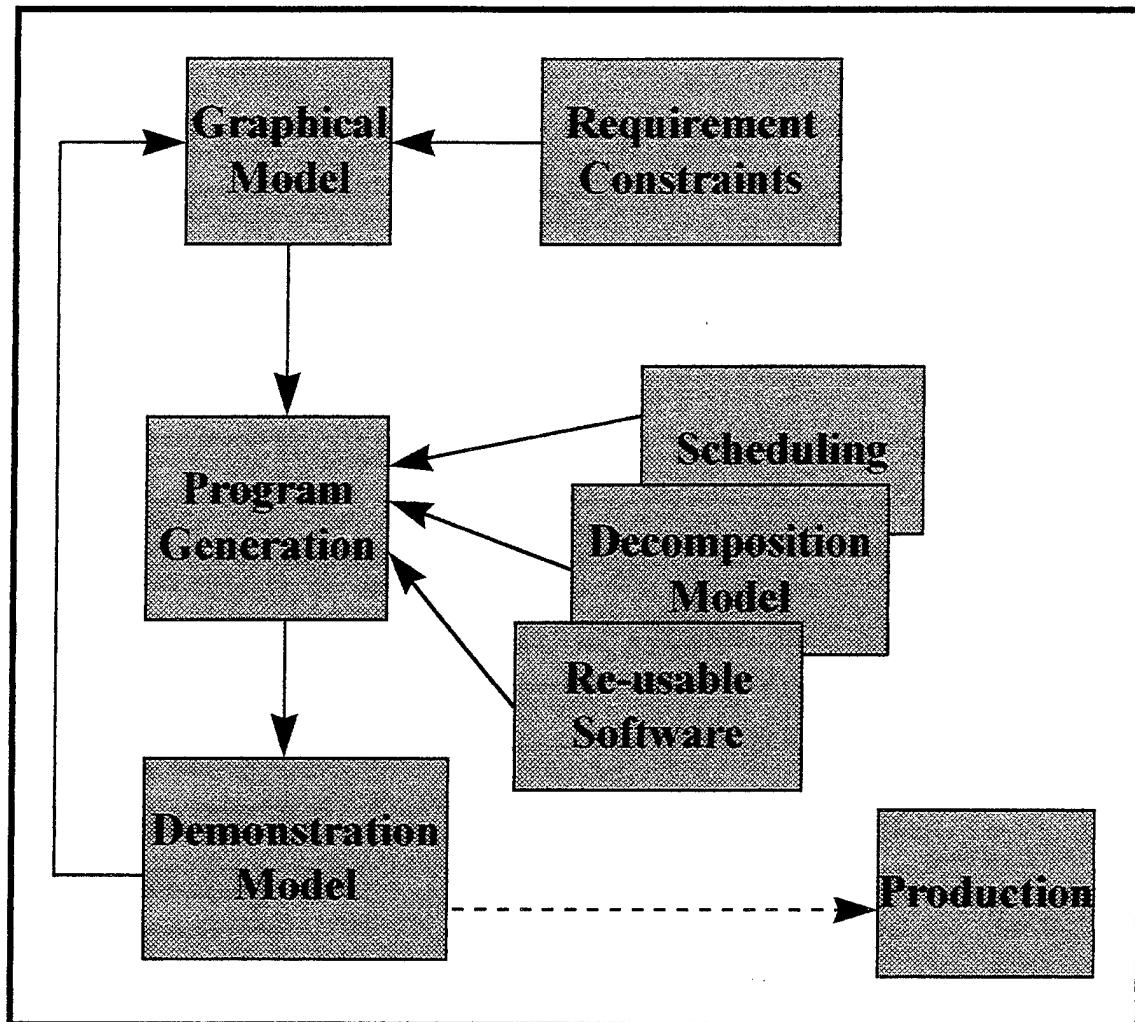 Graphical
Model
Requirement
Constraints
Scheduling
Program
Generation
Decomposition
Model
Re-usable
Software
Demonstration
Model
Production